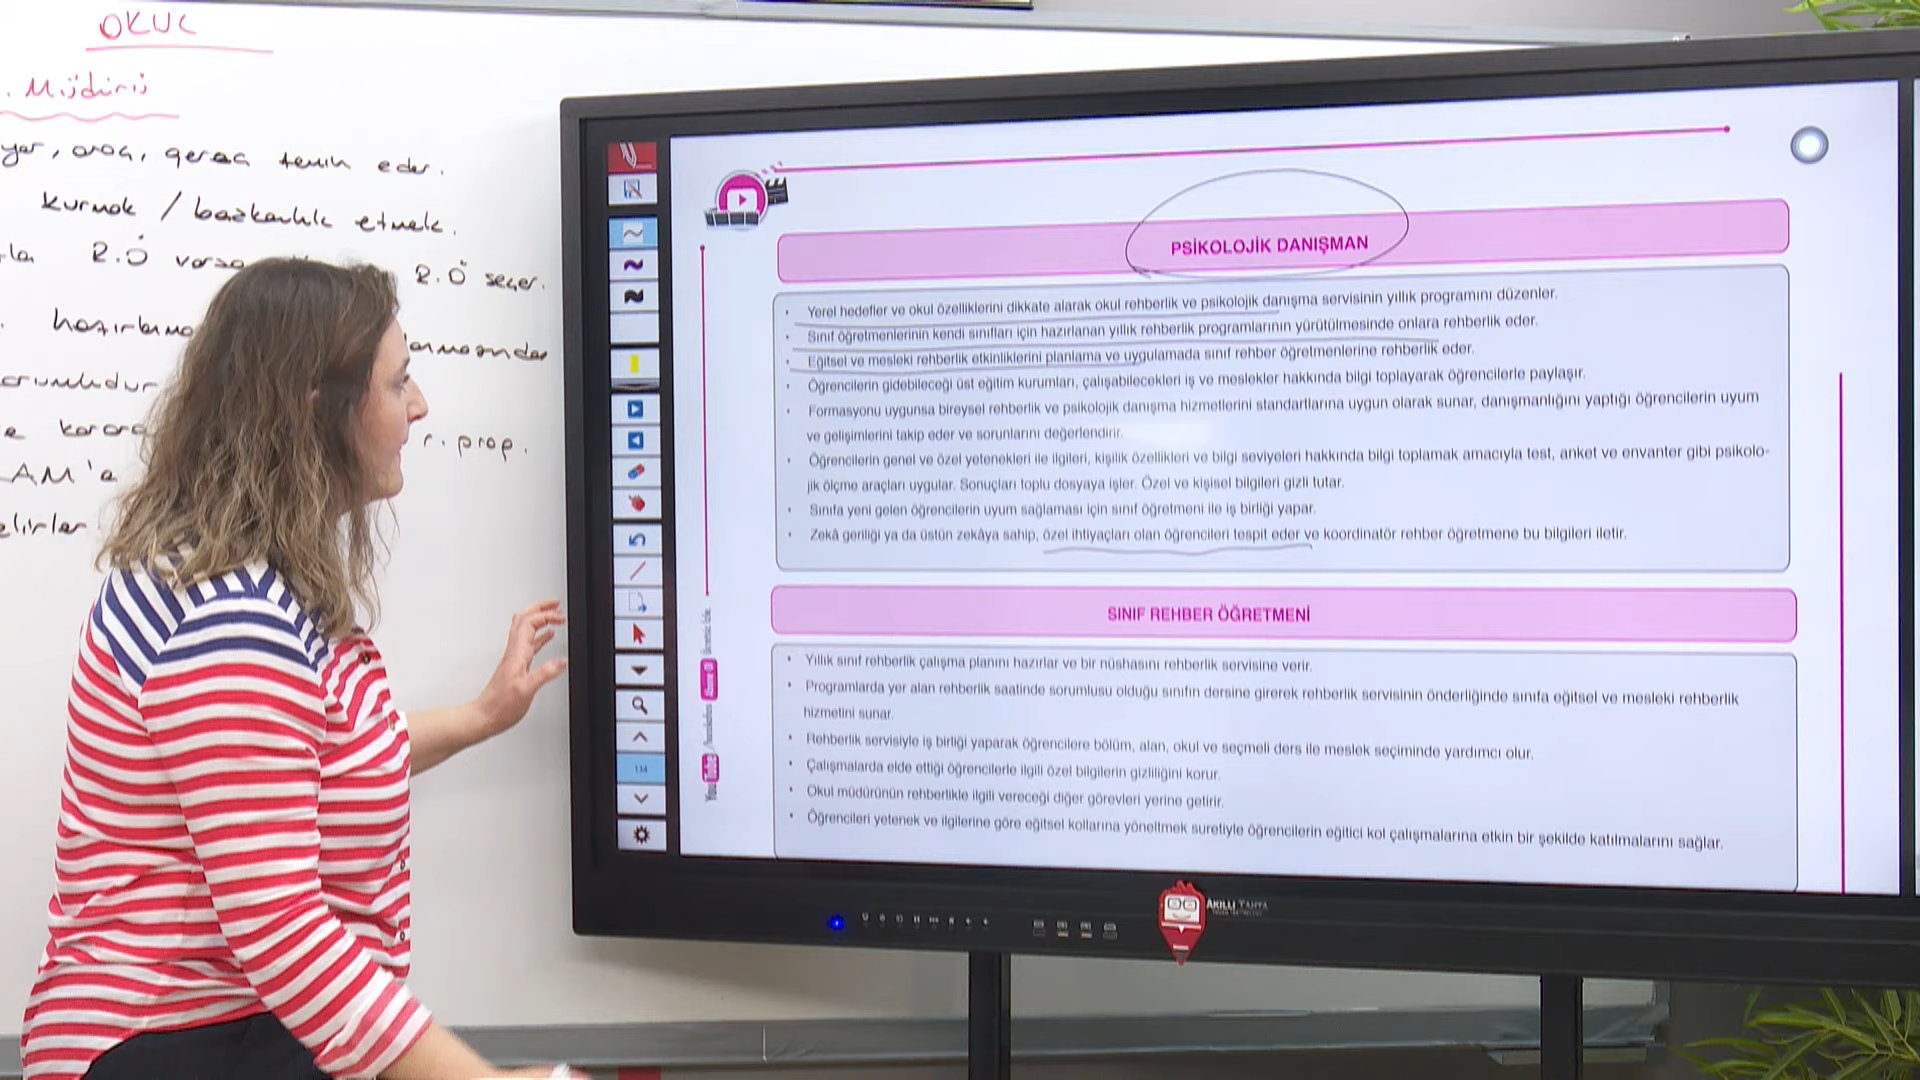 OKUL
. Müdürü
yer, araç, gereç temin eder.
kurmak / başkanlık etmek.
R.Ö varsa R.Ö seçer.
hazırlanma
anmasından
orumludur
e karara r. prog.
AM'a
elirler.
PSİKOLOJİK DANIŞMAN
• Yerel hedefler ve okul özelliklerini dikkate alarak okul rehberlik ve psikolojik danışma servisinin yıllık programını düzenler.
• Sınıf öğretmenlerinin kendi sınıfları için hazırlanan yıllık rehberlik programlarının yürütülmesinde onlara rehberlik eder.
• Eğitsel ve mesleki rehberlik etkinliklerini planlama ve uygulamada sınıf rehber öğretmenlerine rehberlik eder.
• Öğrencilerin gidebileceği üst eğitim kurumları, çalışabilecekleri iş ve meslekler hakkında bilgi toplayarak öğrencilerle paylaşır.
• Formasyonu uygunsa bireysel rehberlik ve psikolojik danışma hizmetlerini standartlarına uygun olarak sunar, danışmanlığını yaptığı öğrencilerin uyum
ve gelişimlerini takip eder ve sorunlarını değerlendirir.
• Öğrencilerin genel ve özel yetenekleri ile ilgileri, kişilik özellikleri ve bilgi seviyeleri hakkında bilgi toplamak amacıyla test, anket ve envanter gibi psikolo-
jik ölçme araçları uygular. Sonuçları toplu dosyaya işler. Özel ve kişisel bilgileri gizli tutar.
• Sınıfa yeni gelen öğrencilerin uyum sağlaması için sınıf öğretmeni ile iş birliği yapar.
• Zekâ geriliği ya da üstün zekâya sahip, özel ihtiyaçları olan öğrencileri tespit eder ve koordinatör rehber öğretmene bu bilgileri iletir.
SINIF REHBER ÖĞRETMENİ
• Yıllık sınıf rehberlik çalışma planını hazırlar ve bir nüshasını rehberlik servisine verir.
• Programlarda yer alan rehberlik saatinde sorumlusu olduğu sınıfın dersine girerek rehberlik servisinin önderliğinde sınıfa eğitsel ve mesleki rehberlik
hizmetini sunar.
• Rehberlik servisiyle iş birliği yaparak öğrencilere bölüm, alan, okul ve seçmeli ders ile meslek seçiminde yardımcı olur.
• Çalışmalarda elde ettiği öğrencilerle ilgili özel bilgilerin gizliliğini korur.
• Okul müdürünün rehberlikle ilgili vereceği diğer görevleri yerine getirir.
• Öğrencileri yetenek ve ilgilerine göre eğitsel kollarına yöneltmek suretiyle öğrencilerin eğitici kol çalışmalarına etkin bir şekilde katılmalarını sağlar.
YouTube Abone Ol Ücretsiz İzle
134
AKILLI TAHTA